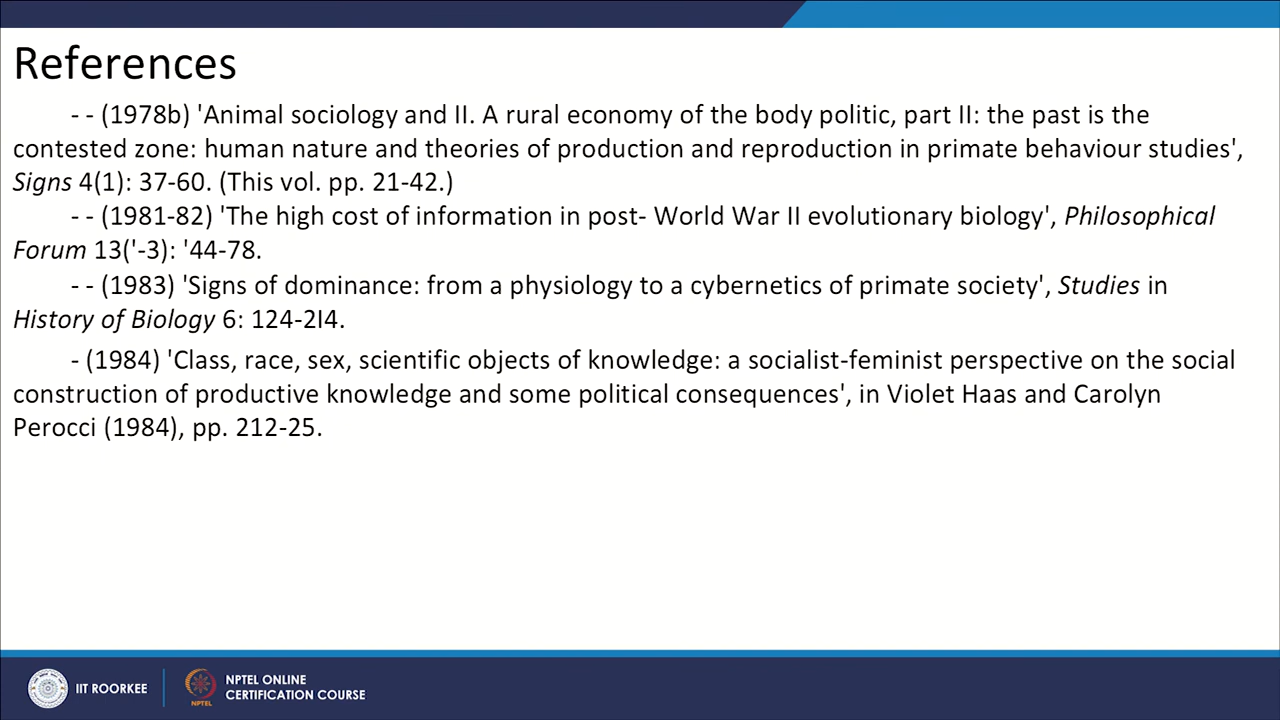 References
- - (1978b) 'Animal sociology and II. A rural economy of the body politic, part II: the past is the
contested zone: human nature and theories of production and reproduction in primate behaviour studies',
Signs 4(1): 37-60. (This vol. pp. 21-42.)
- - (1981-82) 'The high cost of information in post- World War II evolutionary biology', Philosophical
Forum 13('-3): '44-78.
- - (1983) 'Signs of dominance: from a physiology to a cybernetics of primate society', Studies in
History of Biology 6: 124-2I4.
- (1984) 'Class, race, sex, scientific objects of knowledge: a socialist-feminist perspective on the social
construction of productive knowledge and some political consequences', in Violet Haas and Carolyn
Perocci (1984), pp. 212-25.
IIT ROORKEE
NPTEL
NPTEL ONLINE
CERTIFICATION COURSE